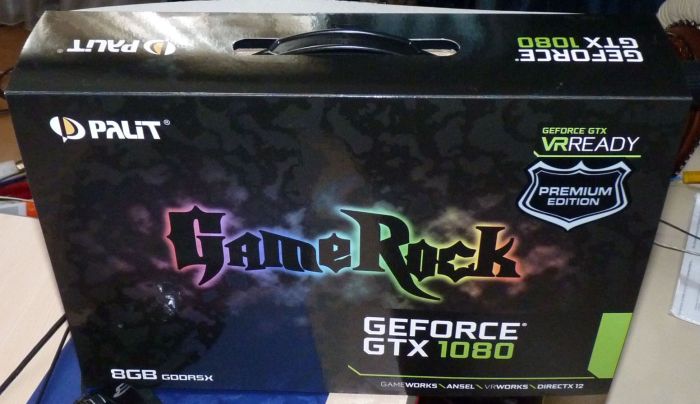 PALiT
GEFORCE
GTX 1080
PALiT®
GEFORCE GTX
VRREADY
PREMIUM
EDITION
GameRock
GEFORCE®
GTX 1080
8GB GDDR5X
GAMEWORKS \ ANSEL \ VRWORKS \ DIRECTX 12